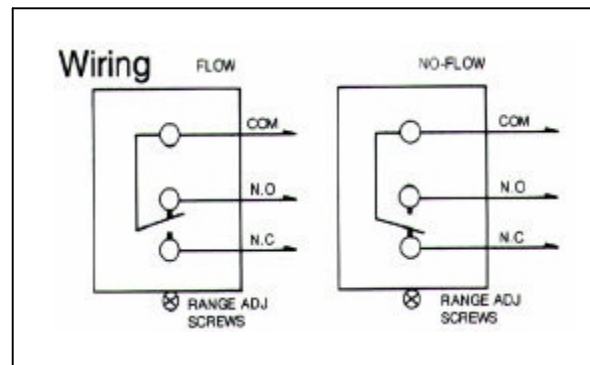 Wiring
FLOW
COM
N.O
N.C
RANGE ADJ
SCREWS
NO-FLOW
COM
N.O
N.C
RANGE ADJ
SCREWS